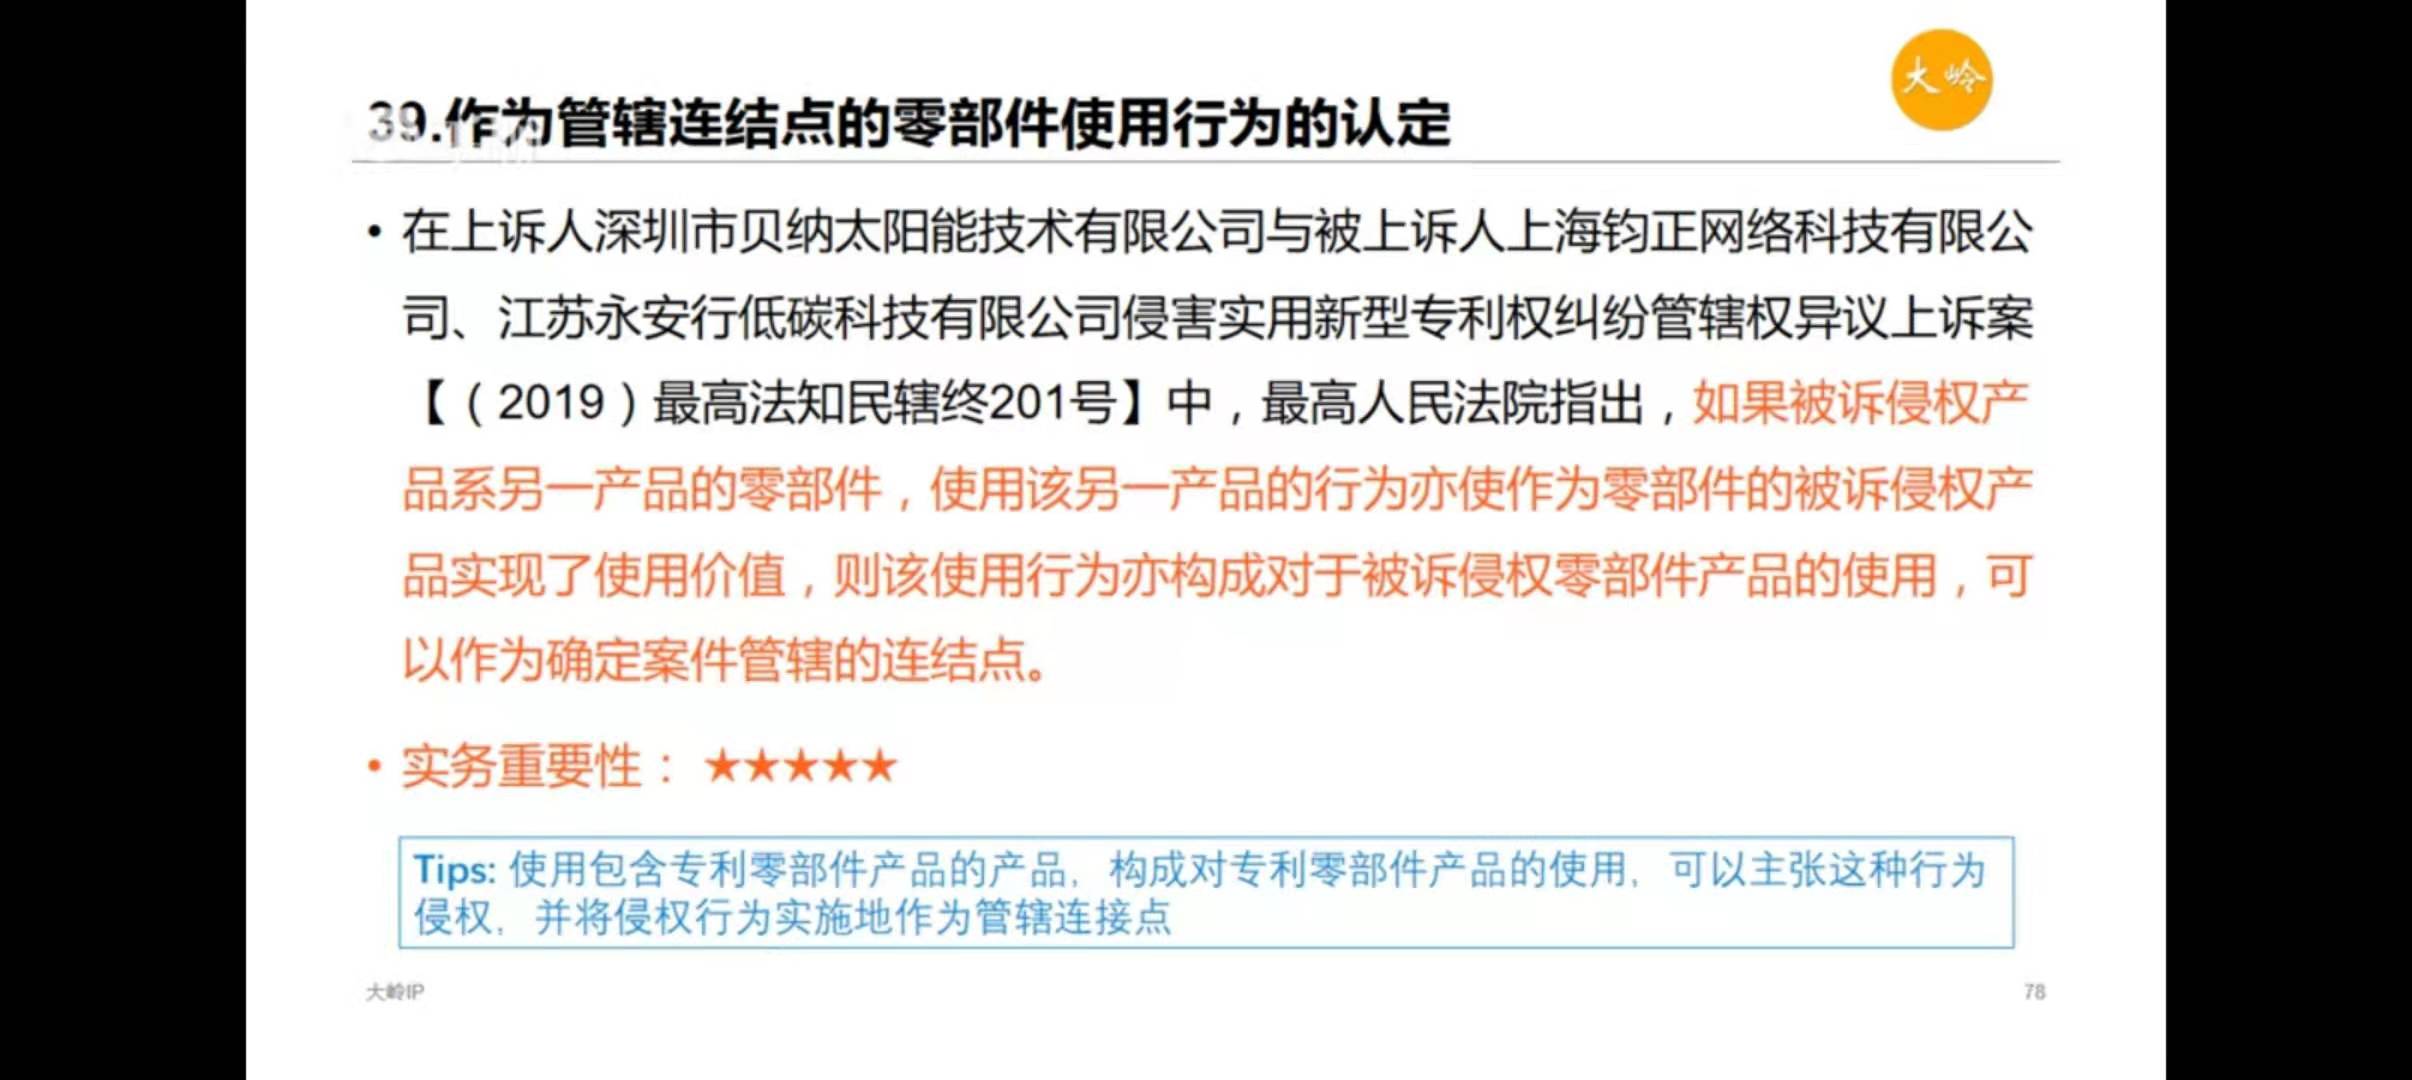 大岭
39.作为管辖连结点的零部件使用行为的认定
• 在上诉人深圳市贝纳太阳能技术有限公司与被上诉人上海钧正网络科技有限公
司、江苏永安行低碳科技有限公司侵害实用新型专利权纠纷管辖权异议上诉案
【（2019）最高法知民辖终201号】中，最高人民法院指出，如果被诉侵权产
品系另一产品的零部件，使用该另一产品的行为亦使作为零部件的被诉侵权产
品实现了使用价值，则该使用行为亦构成对于被诉侵权零部件产品的使用，可
以作为确定案件管辖的连结点。
• 实务重要性：★★★★★
Tips: 使用包含专利零部件产品的产品，构成对专利零部件产品的使用，可以主张这种行为
侵权，并将侵权行为实施地作为管辖连接点
大岭IP
78